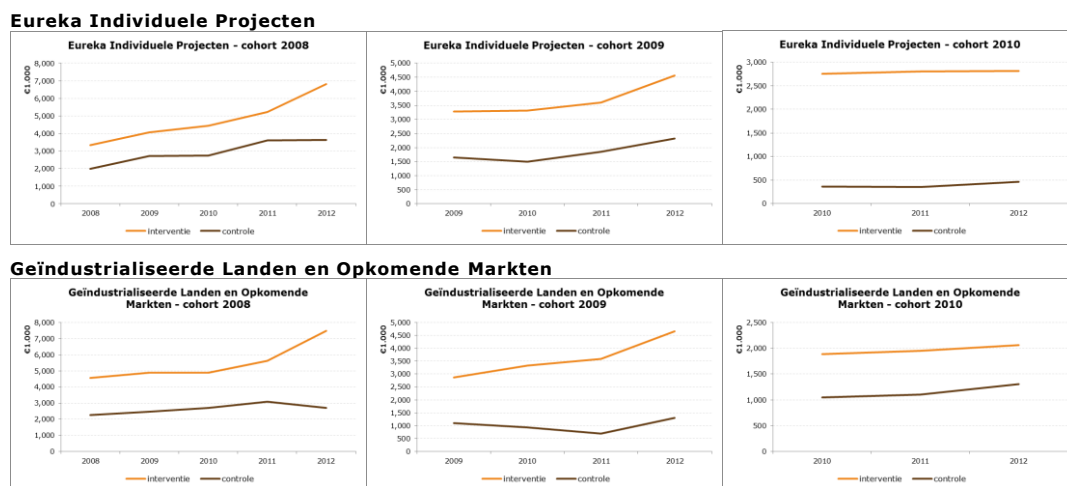 Eureka Individuele Projecten
Eureka Individuele Projecten - cohort 2008
€1.000
8,000
7,000
6,000
5,000
4,000
3,000
2,000
1,000
0
2008 2009 2010 2011 2012
interventie controle
Eureka Individuele Projecten - cohort 2009
€1.000
5,000
4,500
4,000
3,500
3,000
2,500
2,000
1,500
1,000
500
0
2009 2010 2011 2012
interventie controle
Eureka Individuele Projecten - cohort 2010
€1.000
3,000
2,500
2,000
1,500
1,000
500
0
2010 2011 2012
interventie controle
Geïndustrialiseerde Landen en Opkomende Markten
Geïndustrialiseerde Landen en Opkomende
Markten - cohort 2008
€1.000
8,000
7,000
6,000
5,000
4,000
3,000
2,000
1,000
0
2008 2009 2010 2011 2012
interventie controle
Geïndustrialiseerde Landen en Opkomende
Markten - cohort 2009
€1.000
5,000
4,500
4,000
3,500
3,000
2,500
2,000
1,500
1,000
500
0
2009 2010 2011 2012
interventie controle
Geïndustrialiseerde Landen en Opkomende
Markten - cohort 2010
€1.000
2,500
2,000
1,500
1,000
500
0
2010 2011 2012
interventie controle